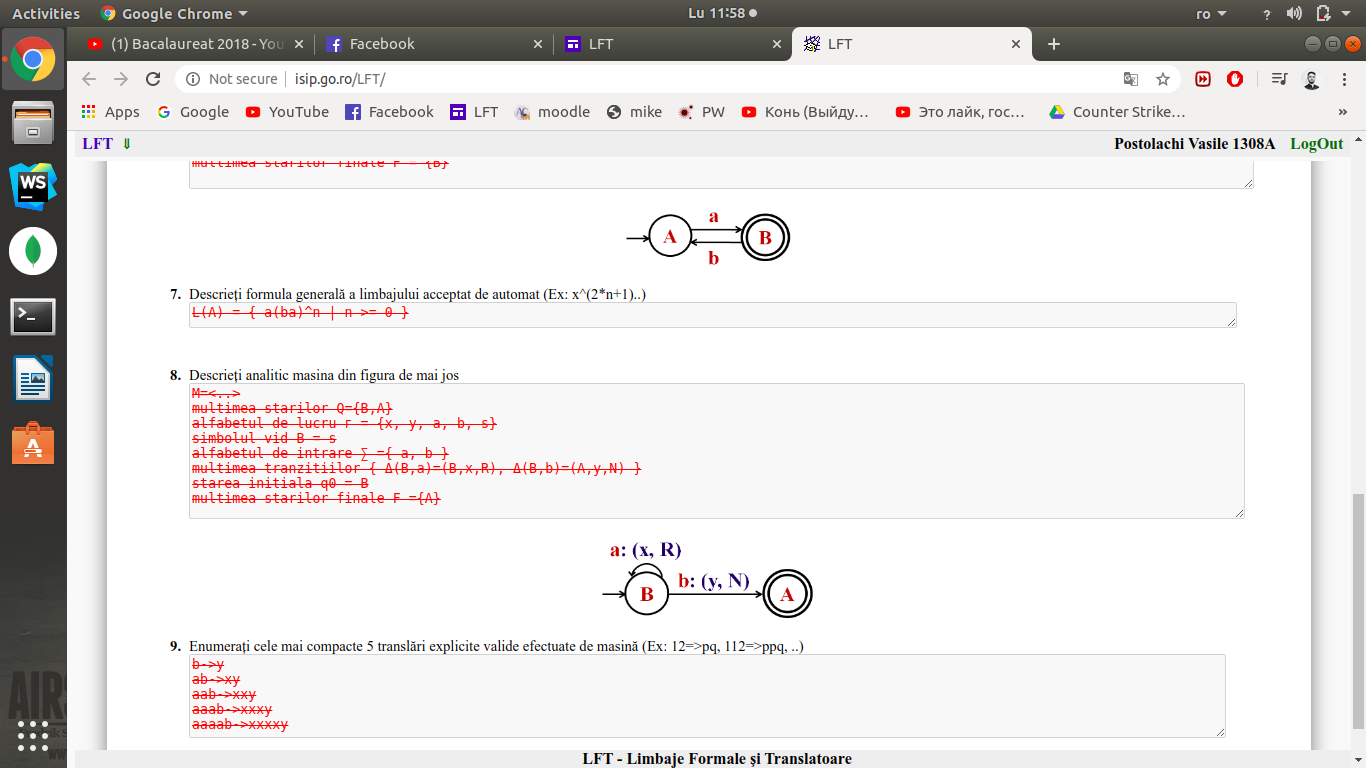 Activities
Google Chrome
Lu 11:58
ro
?
(1) Bacalaureat 2018 - You
Facebook
LFT
LFT
Not secure | isip.go.ro/LFT/
Apps
Google
YouTube
Facebook
LFT
moodle
mike
PW
Конь (Выйду…
Это лайк, гос…
Counter Strike…
»
LFT ⇓
Postolachi Vasile 1308A
LogOut
multimea starilor finale F = {B}
a
A
B
b
7. Descrieți formula generală a limbajului acceptat de automat (Ex: x^(2*n+1)..)
L(A) = { a(ba)^n | n >= 0 }
8. Descrieți analitic masina din figura de mai jos
M=<..>
multimea starilor Q={B,A}
alfabetul de lucru r = {x, y, a, b, s}
simbolul vid B = s
alfabetul de intrare ∑ ={ a, b }
multimea tranzitiilor { Δ(B,a)=(B,x,R), Δ(B,b)=(A,y,N) }
starea initiala q0 = B
multimea starilor finale F ={A}
a: (x, R)
b: (y, N)
B
A
9. Enumerați cele mai compacte 5 translări explicite valide efectuate de masină (Ex: 12=>pq, 112=>ppq, ..)
b->y
ab->xy
aab->xxy
aaab->xxxy
aaaab->xxxxy
LFT - Limbaje Formale și Translatoare
WS